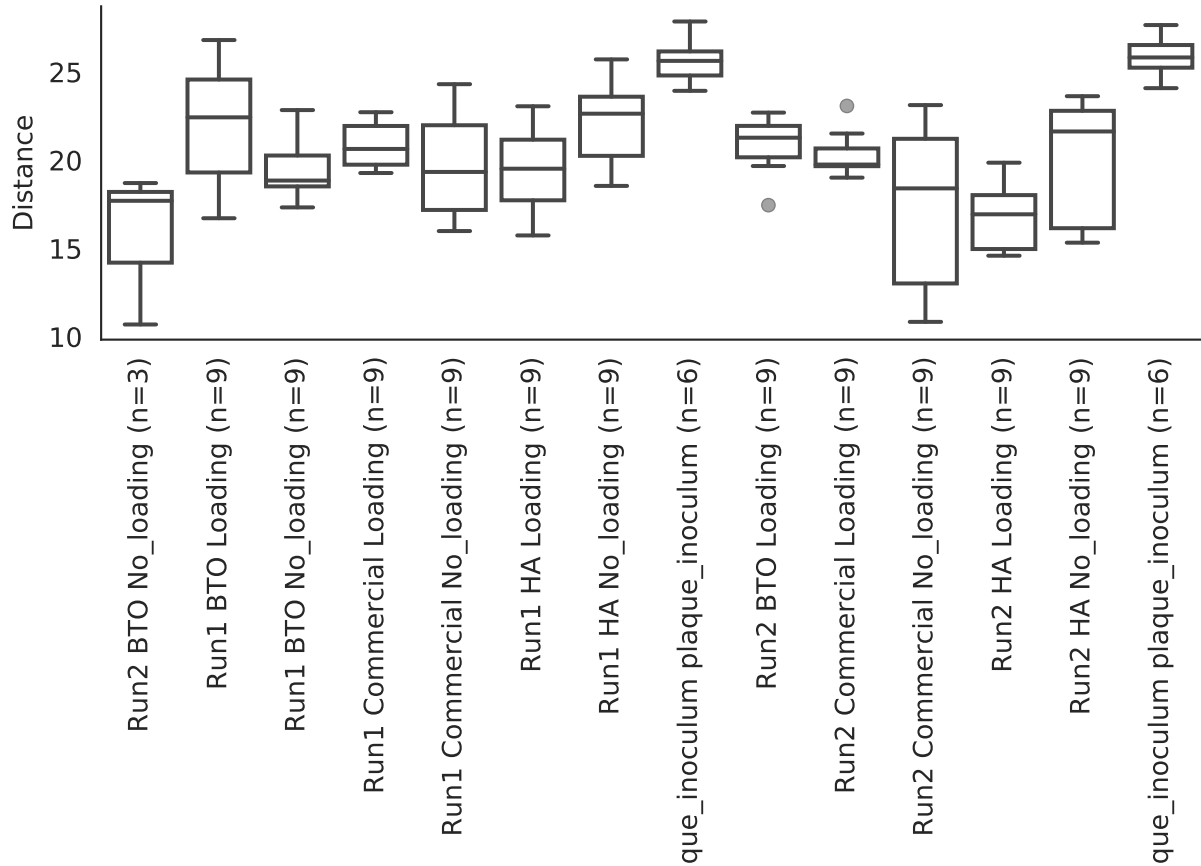 Distance
25
20
15
10
Run2 BTO No_loading (n=3)
Run1 BTO Loading (n=9)
Run1 BTO No_loading (n=9)
Run1 Commercial Loading (n=9)
Run1 Commercial No_loading (n=9)
Run1 HA Loading (n=9)
Run1 HA No_loading (n=9)
que_inoculum plaque_inoculum (n=6)
Run2 BTO Loading (n=9)
Run2 Commercial Loading (n=9)
Run2 Commercial No_loading (n=9)
Run2 HA Loading (n=9)
Run2 HA No_loading (n=9)
que_inoculum plaque_inoculum (n=6)